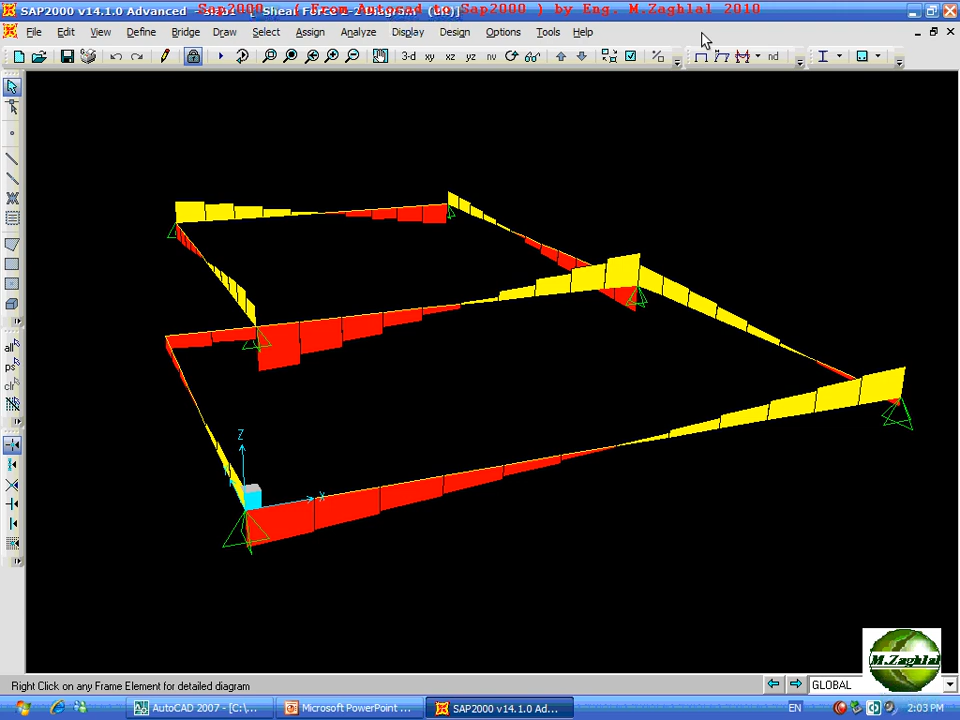 SAP2000 v14.1.0 Advanced
Sap2000 ( From Autocad to Sap2000 ) by Eng. M.Zaghlal 2010
File Edit View Define Bridge Draw Select Assign Analyze Display Design Options Tools Help
3-d xy xz yz nv nd
all
ps
clr
Z
X
M.Zaghlal
Right Click on any Frame Element for detailed diagram
GLOBAL
AutoCAD 2007 - [C:\...
Microsoft PowerPoint ...
SAP2000 v14.1.0 Ad...
EN
2:03 PM